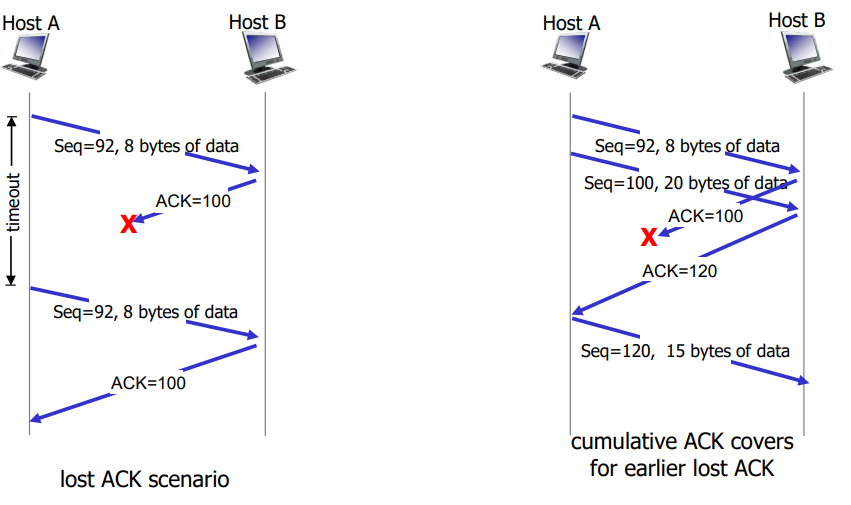 Host A
Host B
Seq=92, 8 bytes of data
ACK=100
X
timeout
Seq=92, 8 bytes of data
ACK=100
lost ACK scenario
Host A
Host B
Seq=92, 8 bytes of data
Seq=100, 20 bytes of data
ACK=100
X
ACK=120
Seq=120, 15 bytes of data
cumulative ACK covers
for earlier lost ACK